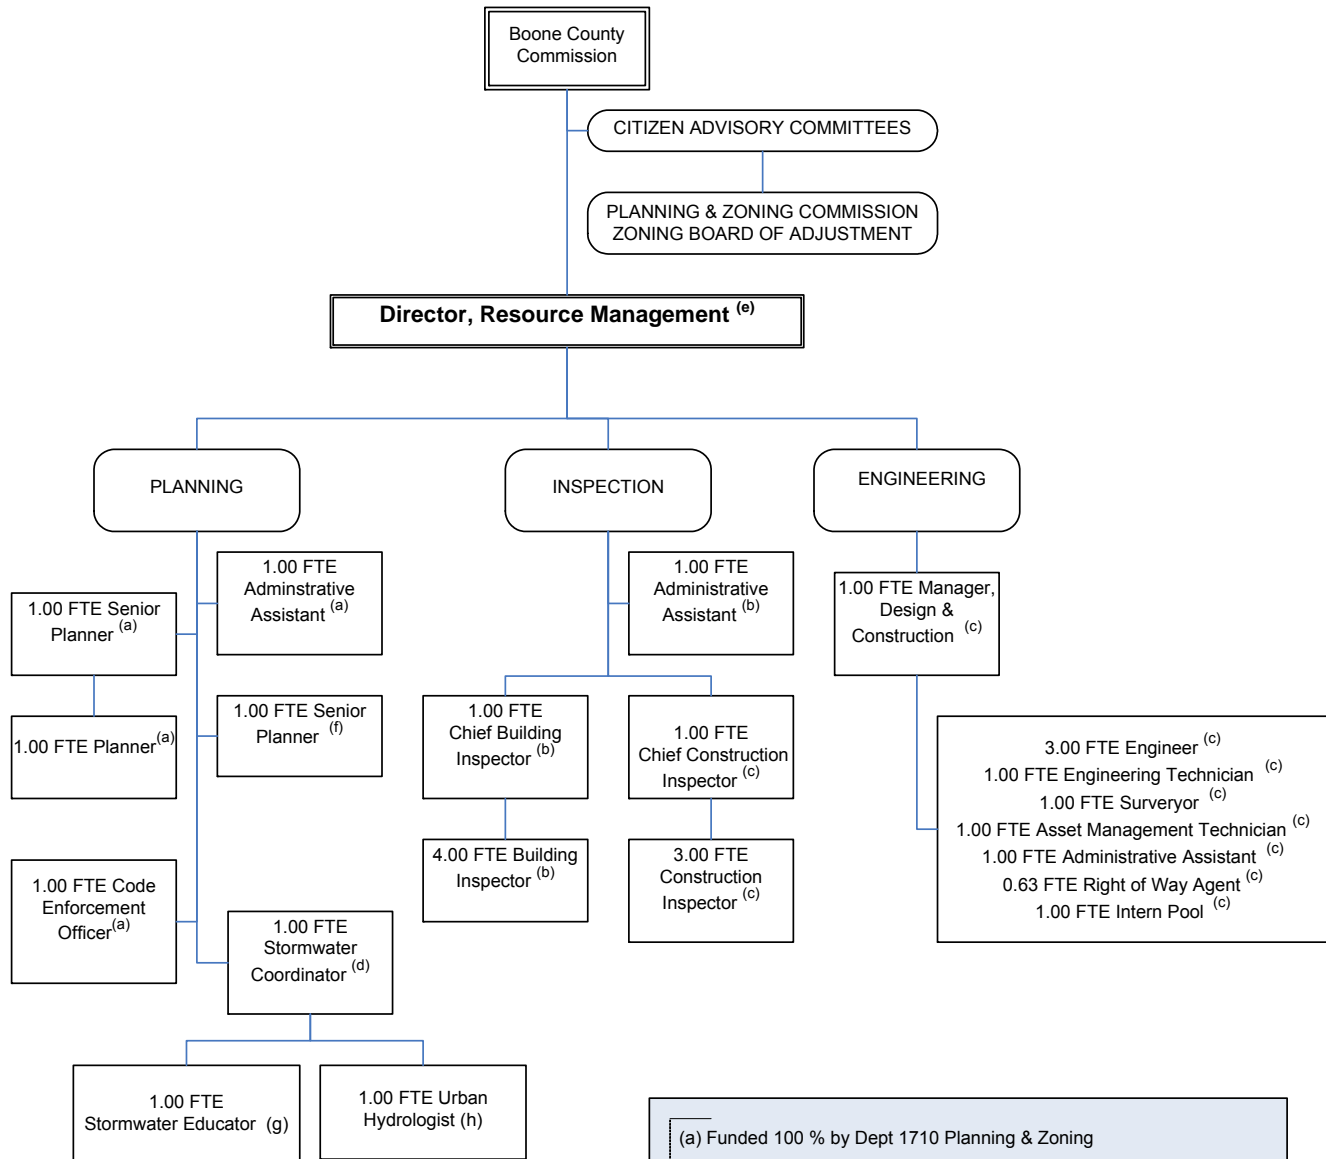 Boone County
Commission
CITIZEN ADVISORY COMMITTEES
PLANNING & ZONING COMMISSION
ZONING BOARD OF ADJUSTMENT
Director, Resource Management (e)
PLANNING
INSPECTION
ENGINEERING
1.00 FTE
Adminstrative
Assistant (a)
1.00 FTE Senior
Planner (a)
1.00 FTE Planner(a)
1.00 FTE Senior
Planner (f)
1.00 FTE Code
Enforcement
Officer(a)
1.00 FTE
Stormwater
Coordinator (d)
1.00 FTE
Stormwater Educator (g)
1.00 FTE Urban
Hydrologist (h)
1.00 FTE
Administrative
Assistant (b)
1.00 FTE
Chief Building
Inspector (b)
1.00 FTE
Chief Construction
Inspector (c)
4.00 FTE Building
Inspector (b)
3.00 FTE
Construction
Inspector (c)
1.00 FTE Manager,
Design &
Construction (c)
3.00 FTE Engineer (c)
1.00 FTE Engineering Technician (c)
1.00 FTE Surveryor (c)
1.00 FTE Asset Management Technician (c)
1.00 FTE Administrative Assistant (c)
0.63 FTE Right of Way Agent (c)
1.00 FTE Intern Pool (c)
(a) Funded 100 % by Dept 1710 Planning & Zoning